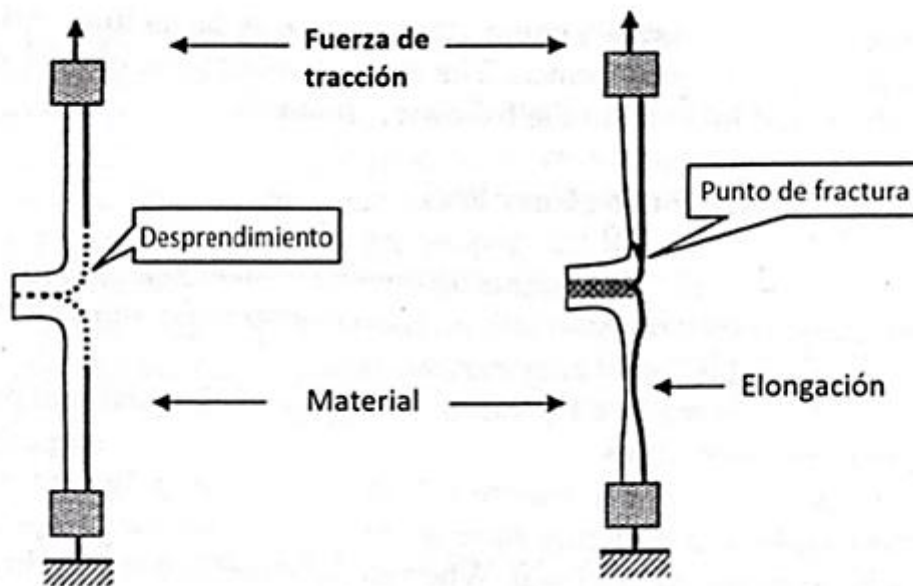 Fuerza de
tracción
Desprendimiento
Punto de fractura
Material
Elongación